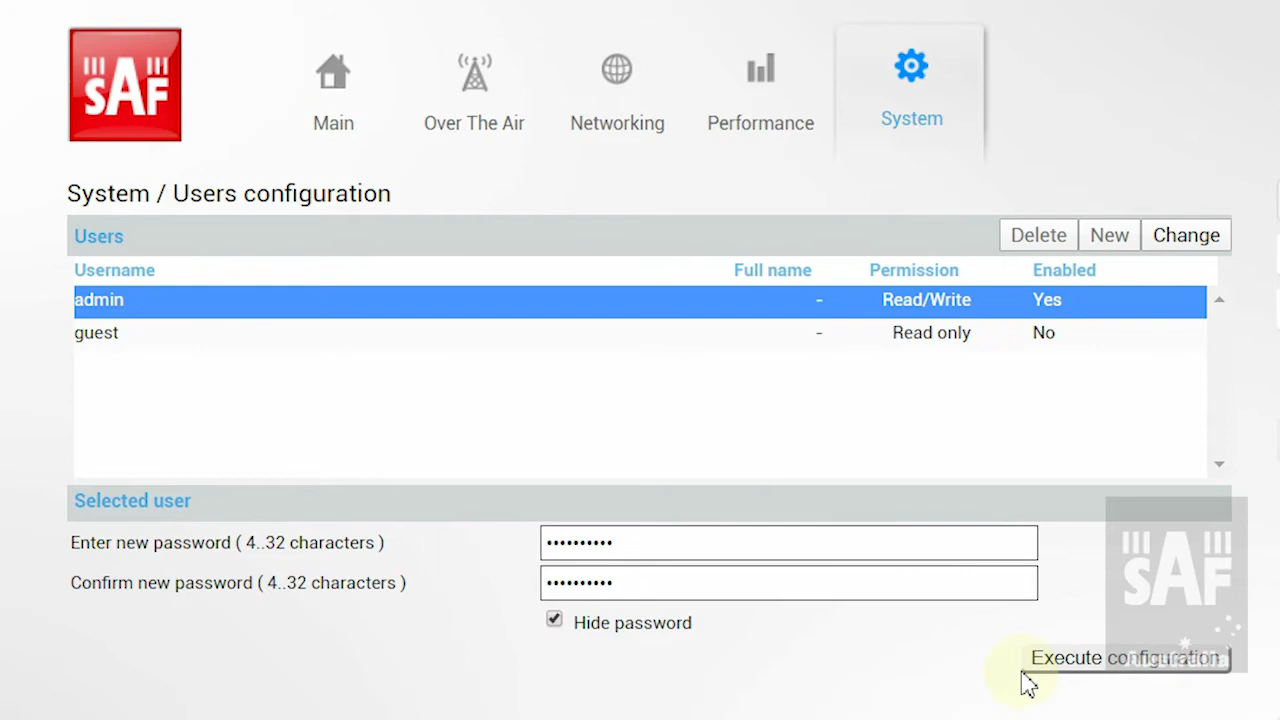 SAF
Main
Over The Air
Networking
Performance
System
System / Users configuration
Users
Delete
New
Change
Username
Full name
Permission
Enabled
admin
-
Read/Write
Yes
guest
-
Read only
No
Selected user
Enter new password ( 4..32 characters )
••••••••••
Confirm new password ( 4..32 characters )
••••••••••
Hide password
SAF
Execute configuration